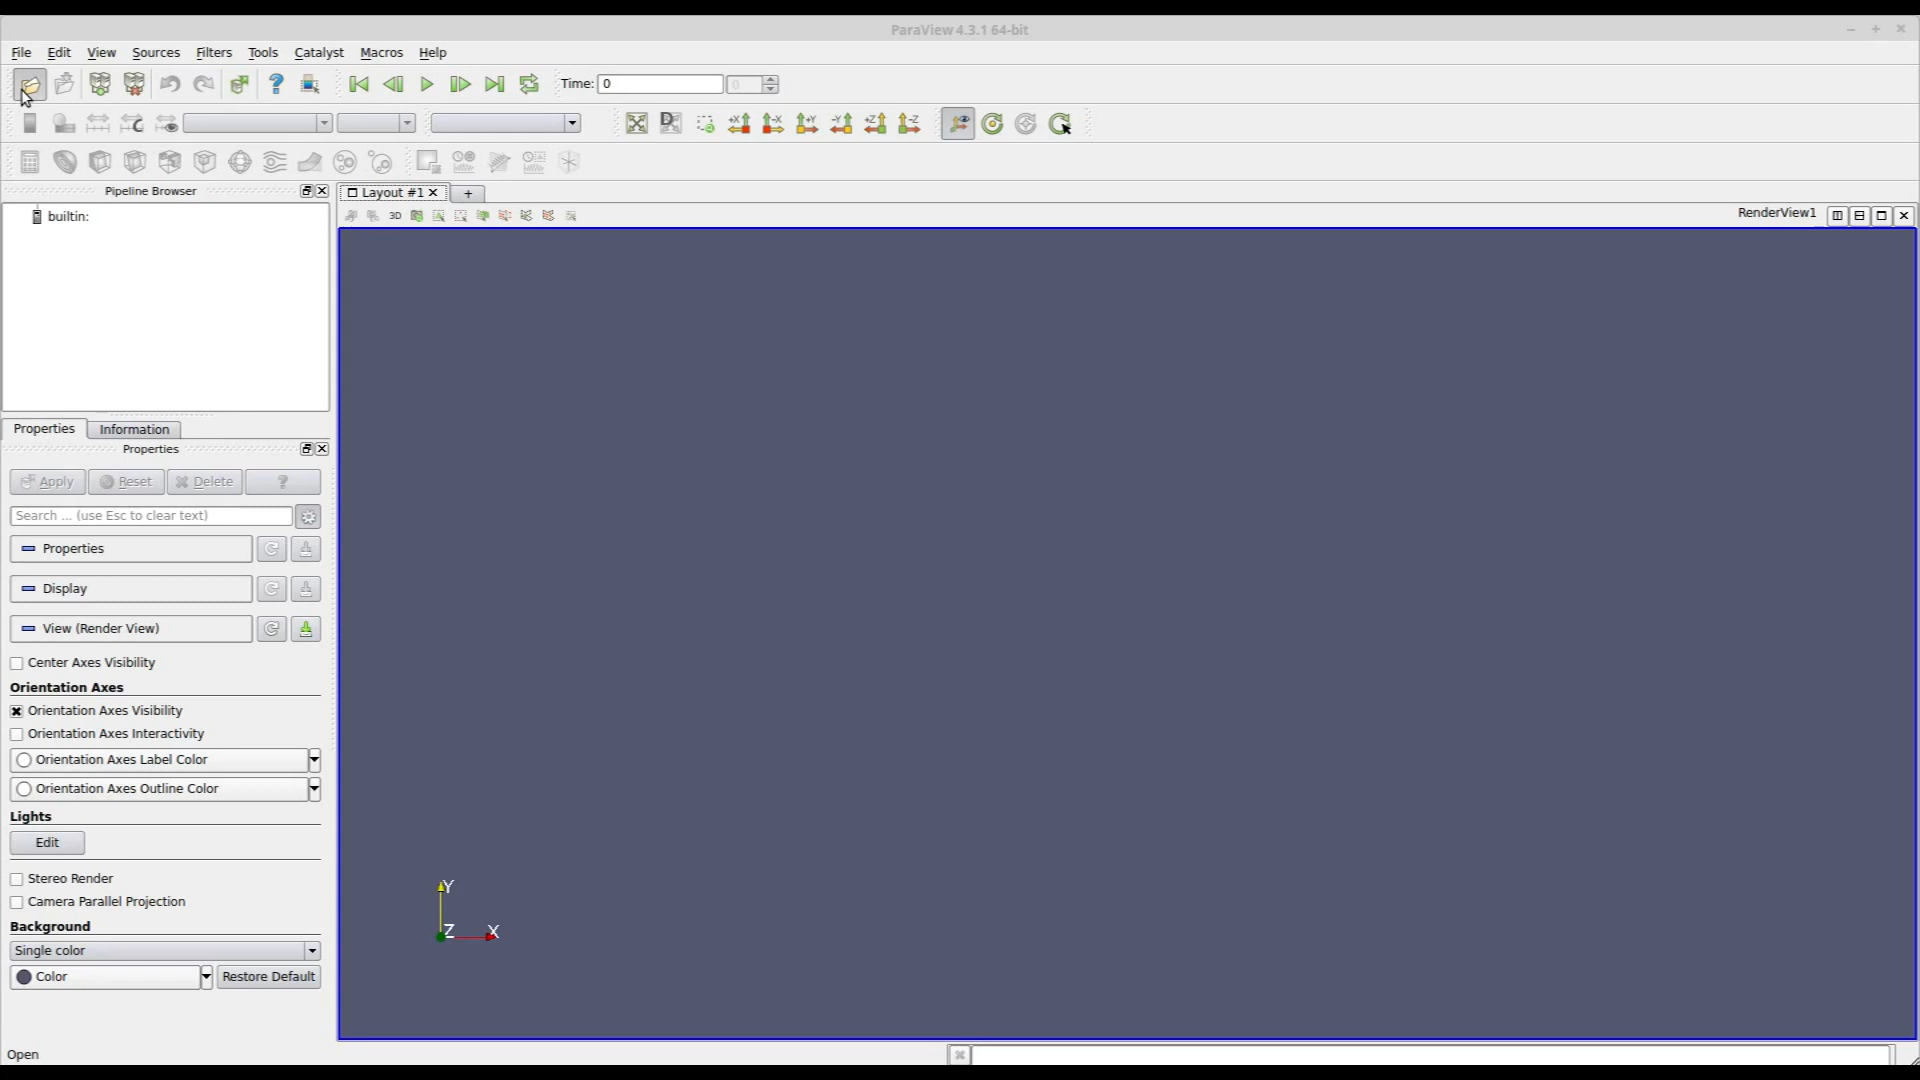 ParaView 4.3.1 64-bit
File Edit View Sources Filters Tools Catalyst Macros Help
Time: 0 0
Pipeline Browser
Layout #1
builtin:
3D
RenderView1
Properties Information
Properties
Apply Reset Delete ?
Search ... (use Esc to clear text)
Properties
Display
View (Render View)
Center Axes Visibility
Orientation Axes
Orientation Axes Visibility
Orientation Axes Interactivity
Orientation Axes Label Color
Orientation Axes Outline Color
Lights
Edit
Stereo Render
Camera Parallel Projection
Background
Single color
Color Restore Default
Y
Z X
Open